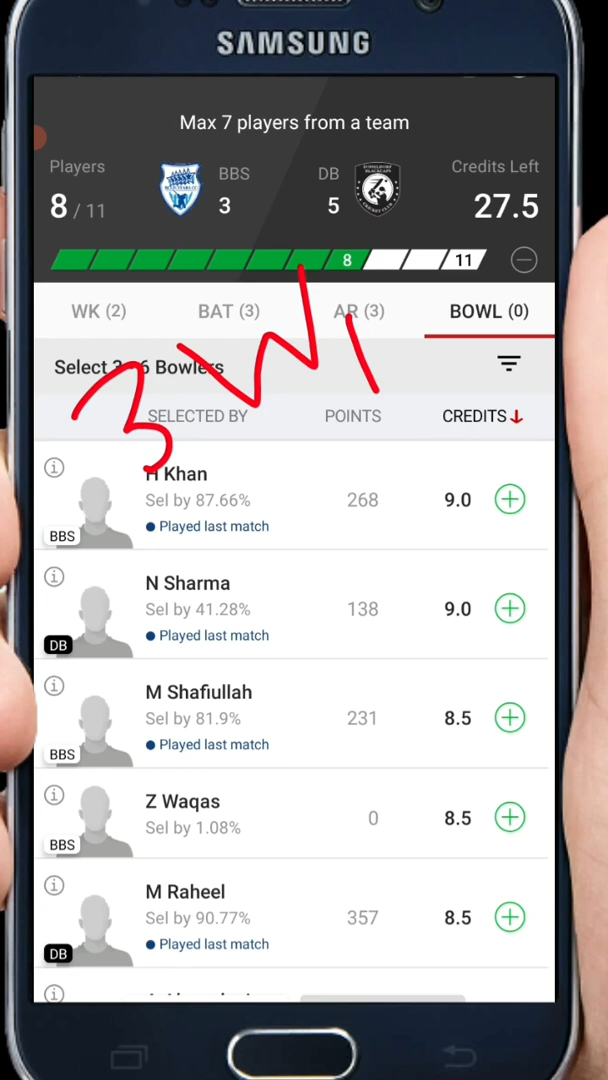 SAMSUNG
Max 7 players from a team
Players
BBS
DB
Credits Left
8 / 11
3
5
27.5
8
11
WK (2)
BAT (3)
AR (3)
BOWL (0)
Select 3 - 6 Bowlers
SELECTED BY
POINTS
CREDITS
3 W
H Khan
Sel by 87.66%
Played last match
268
9.0
BBS
N Sharma
Sel by 41.28%
Played last match
138
9.0
DB
M Shafiullah
Sel by 81.9%
Played last match
231
8.5
BBS
Z Waqas
Sel by 1.08%
0
8.5
BBS
M Raheel
Sel by 90.77%
Played last match
357
8.5
DB